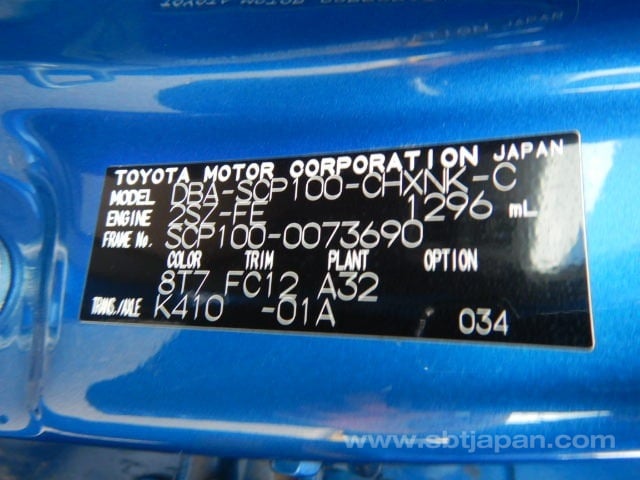 TOYOTA MOTOR CORPORATION JAPAN
MODEL DBA-SCP100-CHXNK-C
ENGINE 2SZ-FE 1296 mL
FRAME No. SCP100-0073690
COLOR TRIM PLANT OPTION
8T7 FC12 A32
TRANS./AXLE K410 -01A 034
www.sbtjapan.com